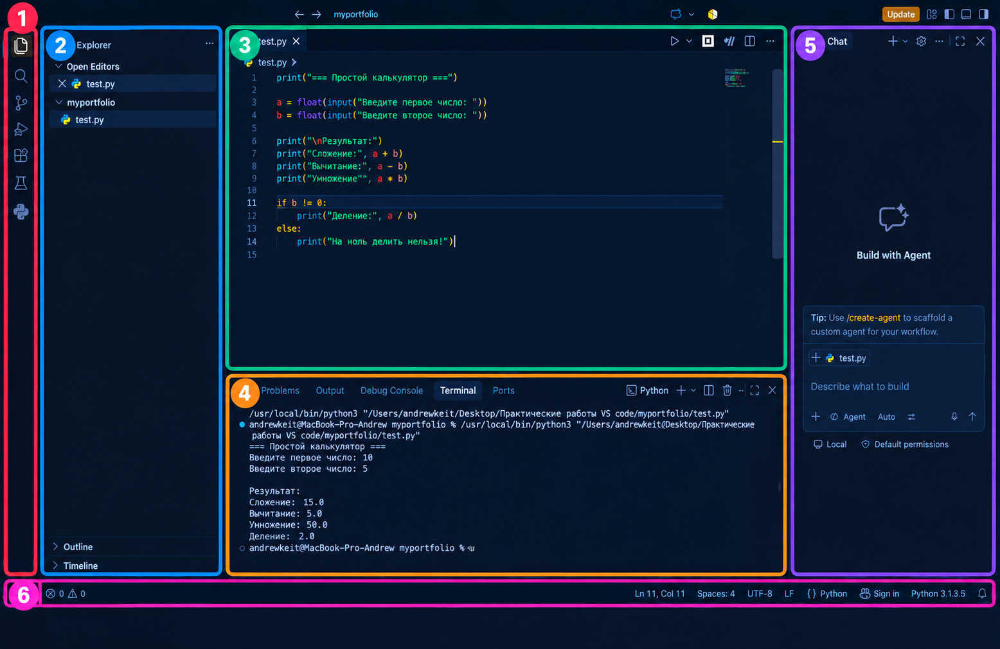 1
myportfolio
Update
2
Explorer
Open Editors
test.py
myportfolio
test.py
Outline
Timeline
3
test.py
test.py
1 print("=== Простой калькулятор ===")
2
3 a = float(input("Введите первое число: "))
4 b = float(input("Введите второе число: "))
5
6 print("\nРезультат:")
7 print("Сложение:", a + b)
8 print("Вычитание:", a - b)
9 print("Умножение"", a * b)
10
11 if b != 0:
12 print("Деление:", a / b)
13 else:
14 print("На ноль делить нельзя!")
15
4
Problems Output Debug Console Terminal Ports Python
/usr/local/bin/python3 "/Users/andrewkeit/Desktop/Практические работы VS code/myportfolio/test.py"
andrewkeit@MacBook-Pro-Andrew myportfolio % /usr/local/bin/python3 "/Users/andrewkeit/Desktop/Практические
работы VS code/myportfolio/test.py"
=== Простой калькулятор ===
Введите первое число: 10
Введите второе число: 5
Результат:
Сложение: 15.0
Вычитание: 5.0
Унножение: 50.0
Деление: 2.0
andrewkeit@MacBook-Pro-Andrew myportfolio %
5
Chat
Build with Agent
Tip: Use /create-agent to scaffold a
custom agent for your workflow.
test.py
Describe what to build
Agent Auto
Local Default permissions
6
0 0 Ln 11, Col 11 Spaces: 4 UTF-8 LF {} Python Sign in Python 3.1.3.5